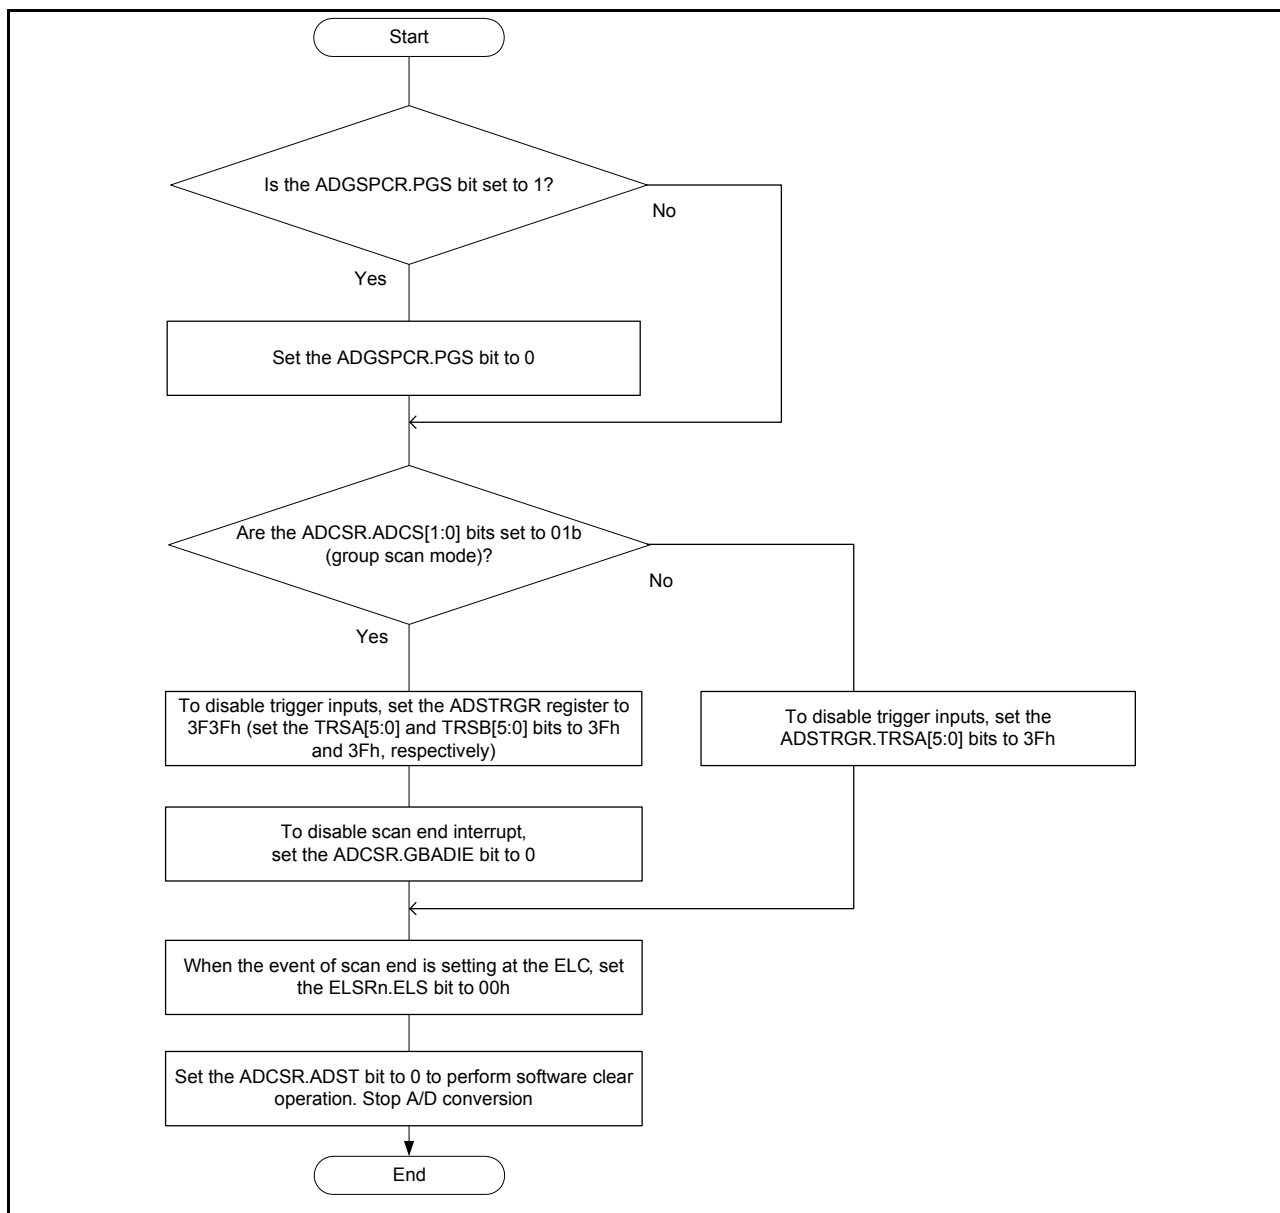 Start
Is the ADGSPCR.PGS bit set to 1?
No
Yes
Set the ADGSPCR.PGS bit to 0
Are the ADCSR.ADCS[1:0] bits set to 01b
(group scan mode)?
No
Yes
To disable trigger inputs, set the ADSTRGR register to
3F3Fh (set the TRSA[5:0] and TRSB[5:0] bits to 3Fh
and 3Fh, respectively)
To disable trigger inputs, set the
ADSTRGR.TRSA[5:0] bits to 3Fh
To disable scan end interrupt,
set the ADCSR.GBADIE bit to 0
When the event of scan end is setting at the ELC, set
the ELSRn.ELS bit to 00h
Set the ADCSR.ADST bit to 0 to perform software clear
operation. Stop A/D conversion
End